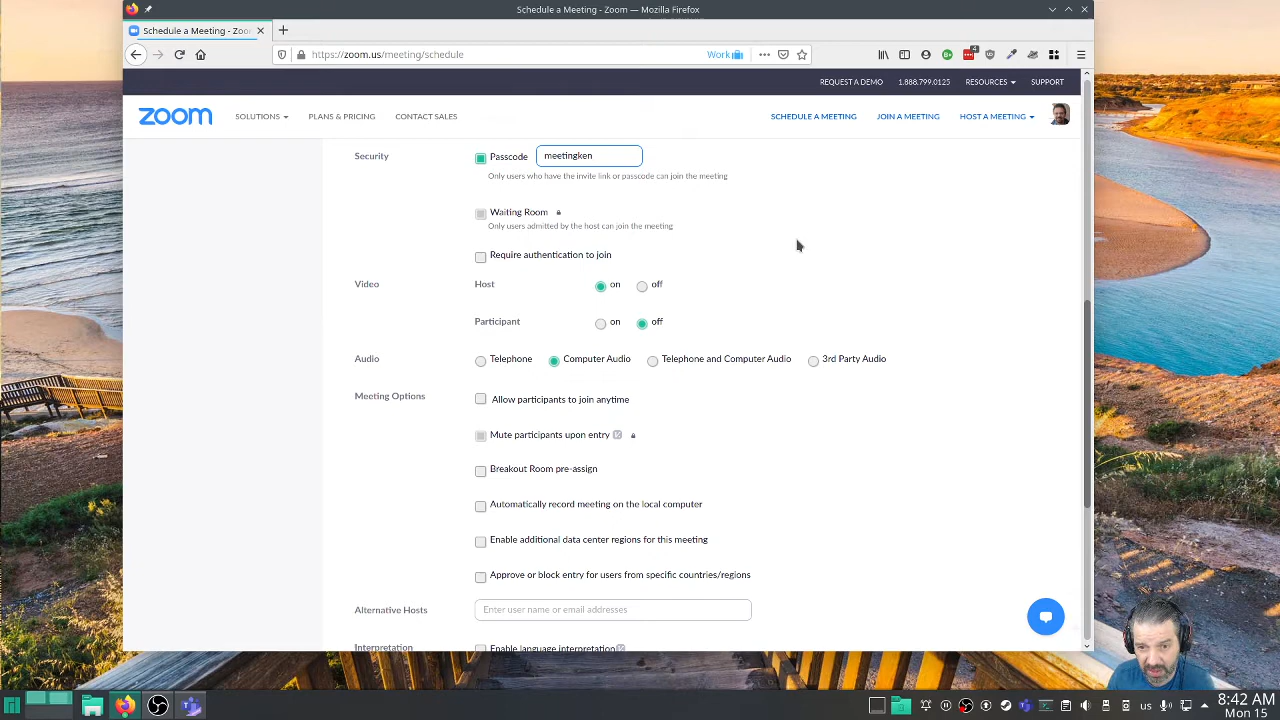 Schedule a Meeting - Zoom — Mozilla Firefox
Schedule a Meeting - Zoo
https://zoom.us/meeting/schedule
Work
4
REQUEST A DEMO 1.888.799.0125 RESOURCES SUPPORT
zoom SOLUTIONS PLANS & PRICING CONTACT SALES SCHEDULE A MEETING JOIN A MEETING HOST A MEETING
Security Passcode meetingken
Only users who have the invite link or passcode can join the meeting
Waiting Room
Only users admitted by the host can join the meeting
Require authentication to join
Video Host on off
Participant on off
Audio Telephone Computer Audio Telephone and Computer Audio 3rd Party Audio
Meeting Options Allow participants to join anytime
Mute participants upon entry
Breakout Room pre-assign
Automatically record meeting on the local computer
Enable additional data center regions for this meeting
Approve or block entry for users from specific countries/regions
Alternative Hosts Enter user name or email addresses
Interpretation Enable language interpretation
us 8:42 AM
Mon 15